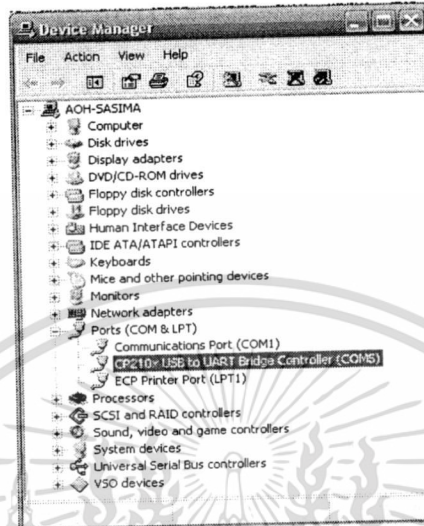 Device Manager
File Action View Help
AOH-SASIMA
Computer
Disk drives
Display adapters
DVD/CD-ROM drives
Floppy disk controllers
Floppy disk drives
Human Interface Devices
IDE ATA/ATAPI controllers
Keyboards
Mice and other pointing devices
Monitors
Network adapters
Ports (COM & LPT)
Communications Port (COM1)
CP210x USB to UART Bridge Controller (COM5)
ECP Printer Port (LPT1)
Processors
SCSI and RAID controllers
Sound, video and game controllers
System devices
Universal Serial Bus controllers
VSO devices